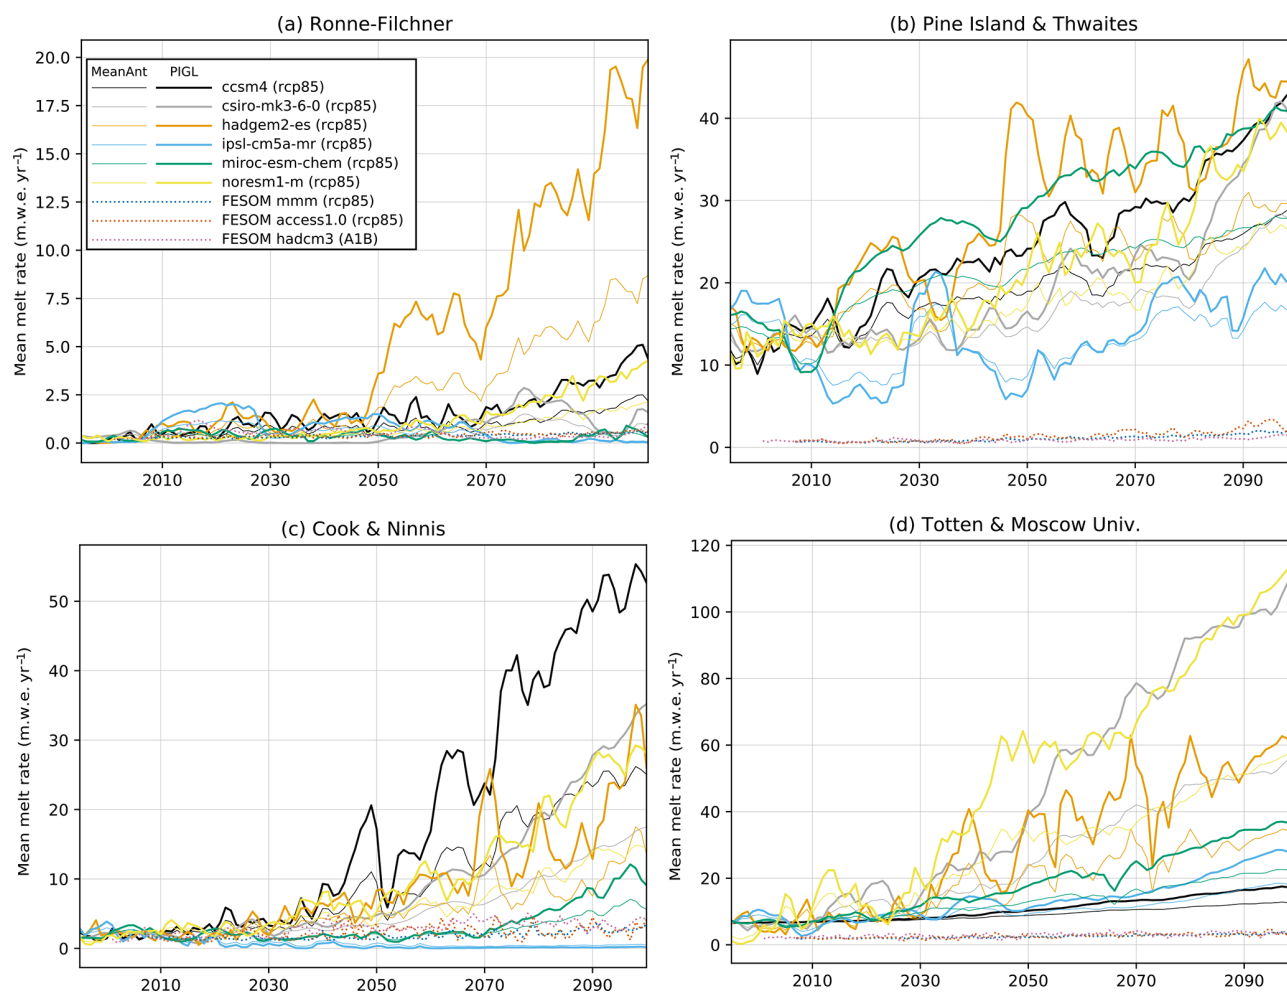 (a) Ronne-Filchner
Mean melt rate (m.w.e. yr⁻¹)
20.0
17.5
15.0
12.5
10.0
7.5
5.0
2.5
0.0
2010 2030 2050 2070 2090
MeanAnt PIGL
ccsm4 (rcp85)
csiro-mk3-6-0 (rcp85)
hadgem2-es (rcp85)
ipsl-cm5a-mr (rcp85)
miroc-esm-chem (rcp85)
noresm1-m (rcp85)
FESOM mmm (rcp85)
FESOM access1.0 (rcp85)
FESOM hadcm3 (A1B)
(b) Pine Island & Thwaites
Mean melt rate (m.w.e. yr⁻¹)
40
30
20
10
0
2010 2030 2050 2070 2090
(c) Cook & Ninnis
Mean melt rate (m.w.e. yr⁻¹)
50
40
30
20
10
0
2010 2030 2050 2070 2090
(d) Totten & Moscow Univ.
Mean melt rate (m.w.e. yr⁻¹)
120
100
80
60
40
20
0
2010 2030 2050 2070 2090